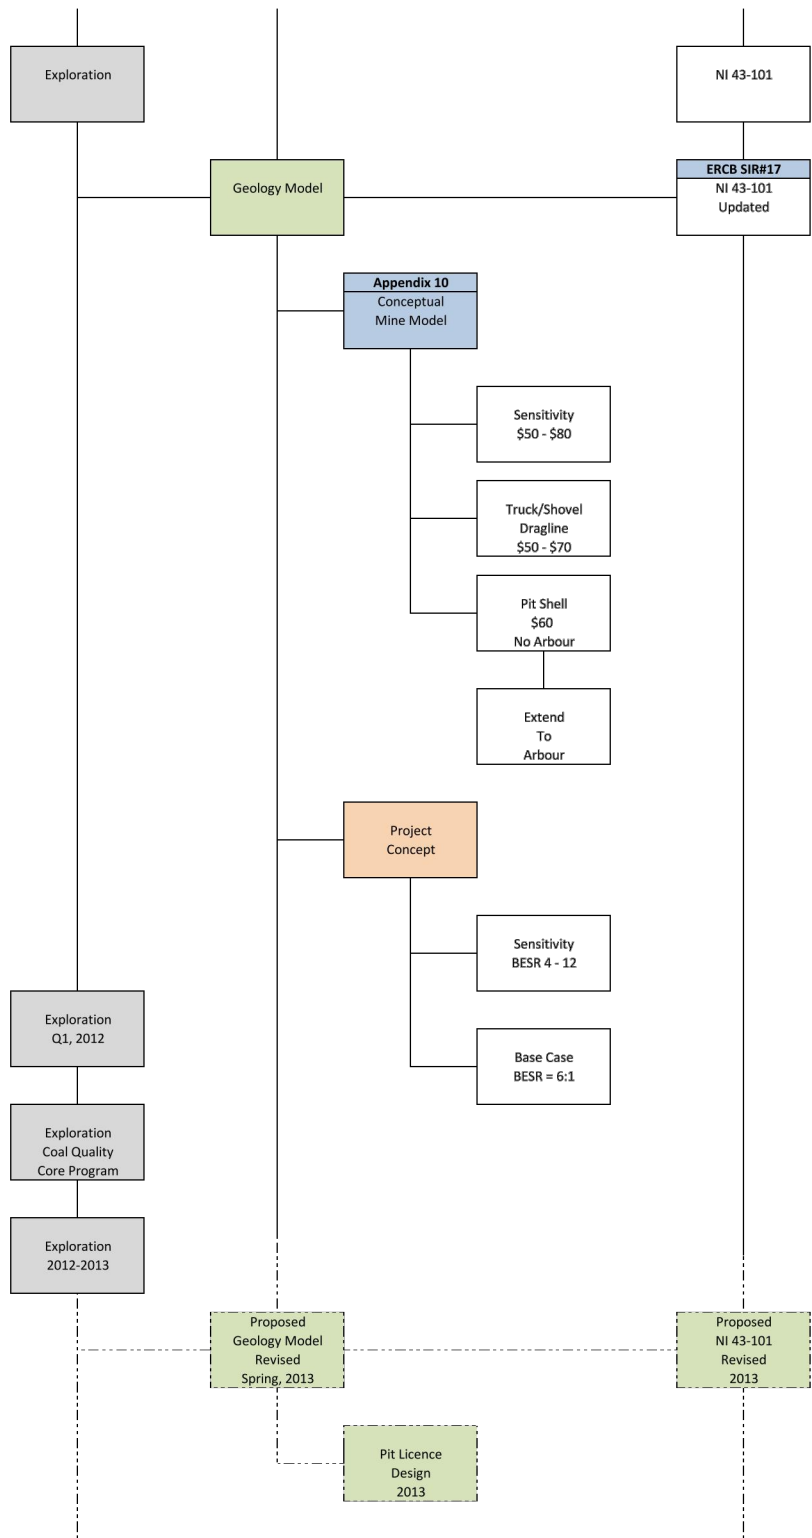 Exploration
NI 43-101
Geology Model
ERCB SIR#17
NI 43-101
Updated
Appendix 10
Conceptual
Mine Model
Sensitivity
$50 - $80
Truck/Shovel
Dragline
$50 - $70
Pit Shell
$60
No Arbour
Extend
To
Arbour
Project
Concept
Sensitivity
BESR 4 - 12
Exploration
Q1, 2012
Base Case
BESR = 6:1
Exploration
Coal Quality
Core Program
Exploration
2012-2013
Proposed
Geology Model
Revised
Spring, 2013
Proposed
NI 43-101
Revised
2013
Pit Licence
Design
2013